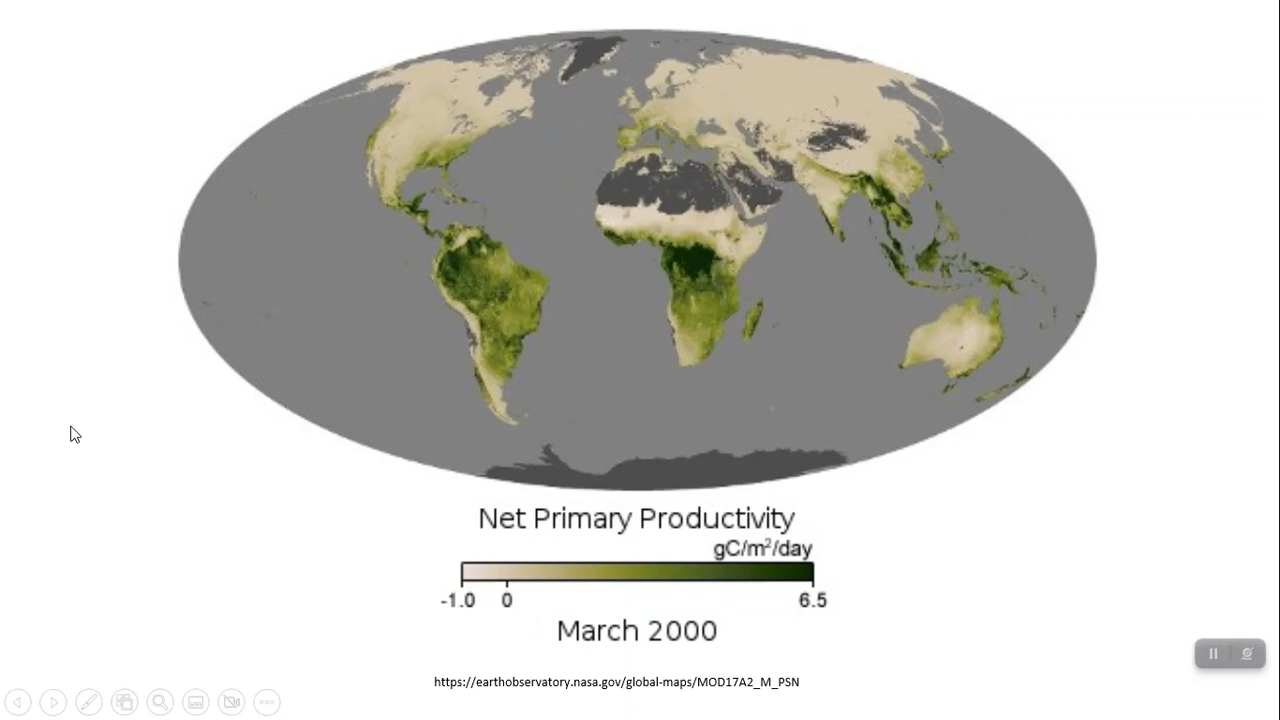 Net Primary Productivity
gC/m²/day
-1.0 0 6.5
March 2000
https://earthobservatory.nasa.gov/global-maps/MOD17A2_M_PSN